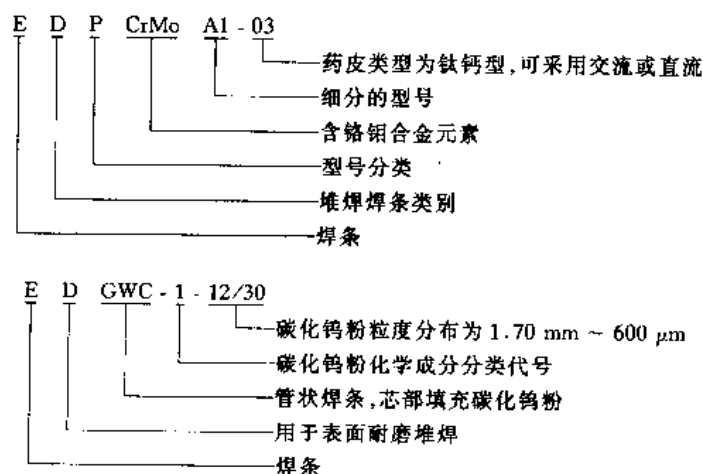 E D P CrMo A1 - 03
药皮类型为钛钙型,可采用交流或直流
细分的型号
含铬钼合金元素
型号分类
堆焊焊条类别
焊条
E D GWC - 1 - 12/30
碳化钨粉粒度分布为 1.70 mm ~ 600 μm
碳化钨粉化学成分分类代号
管状焊条,芯部填充碳化钨粉
用于表面耐磨堆焊
焊条